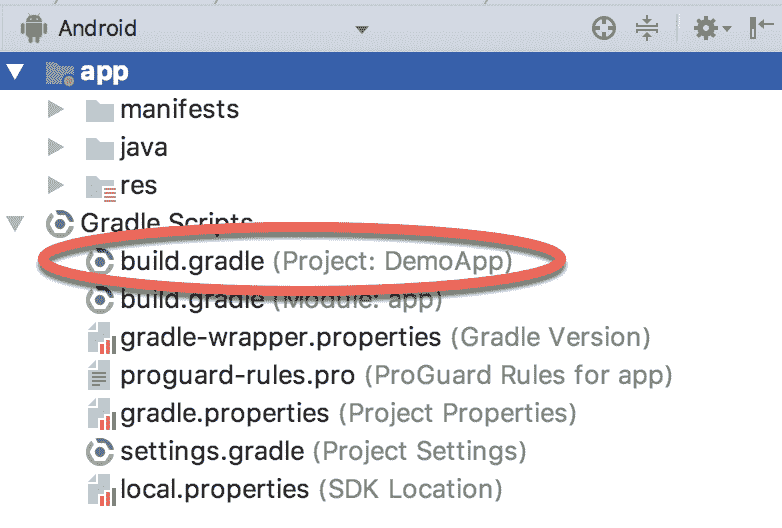 Android
app
manifests
java
res
Gradle Scripts
build.gradle (Project: DemoApp)
build.gradle (Module: app)
gradle-wrapper.properties (Gradle Version)
proguard-rules.pro (ProGuard Rules for app)
gradle.properties (Project Properties)
settings.gradle (Project Settings)
local.properties (SDK Location)